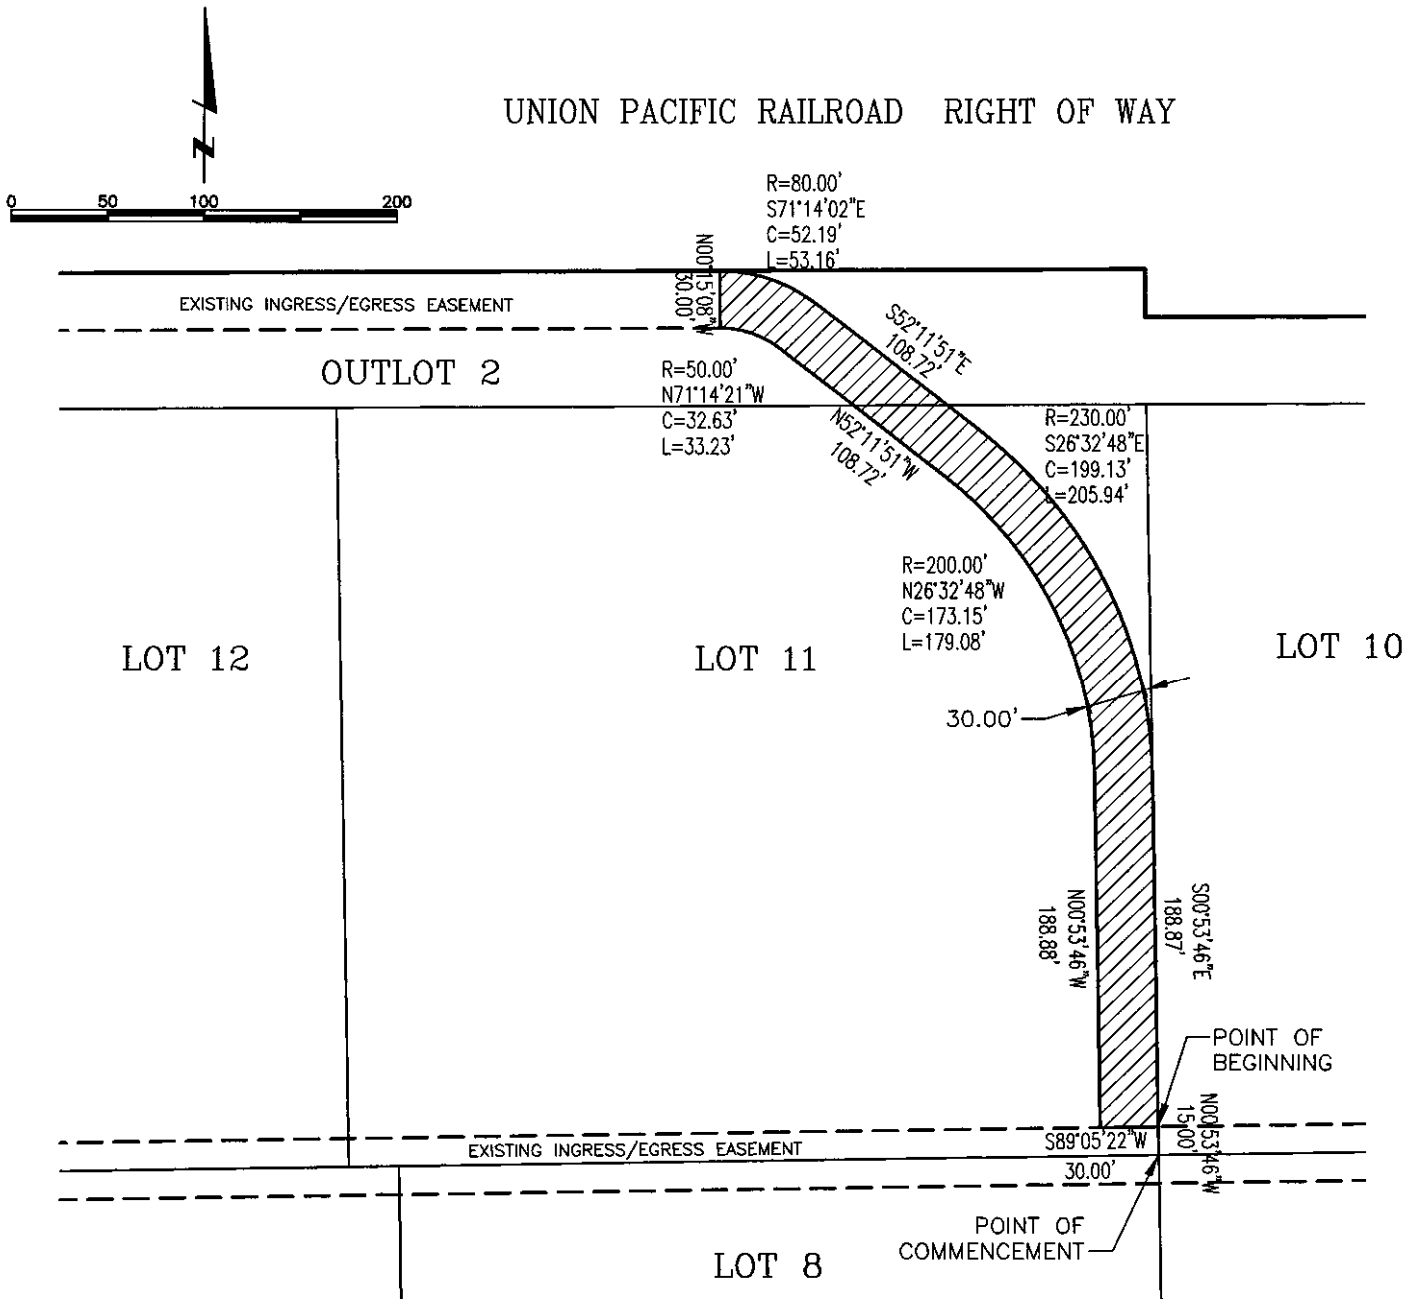 UNION PACIFIC RAILROAD RIGHT OF WAY
N
0 50 100 200
R=80.00'
S71°14'02"E
C=52.19'
L=53.16'
N00°15'08"W
30.00'
EXISTING INGRESS/EGRESS EASEMENT
S52°11'51"E
108.72'
OUTLOT 2
R=50.00'
N71°14'21"W
C=32.63'
L=33.23'
N52°11'51"W
108.72'
R=230.00'
S26°32'48"E
C=199.13'
L=205.94'
R=200.00'
N26°32'48"W
C=173.15'
L=179.08'
LOT 12
LOT 11
LOT 10
30.00'
N00°53'46"W
188.88'
S00°53'46"E
188.87'
POINT OF
BEGINNING
N00°53'46"W
15.00'
EXISTING INGRESS/EGRESS EASEMENT
S89°05'22"W
30.00'
POINT OF
COMMENCEMENT
LOT 8